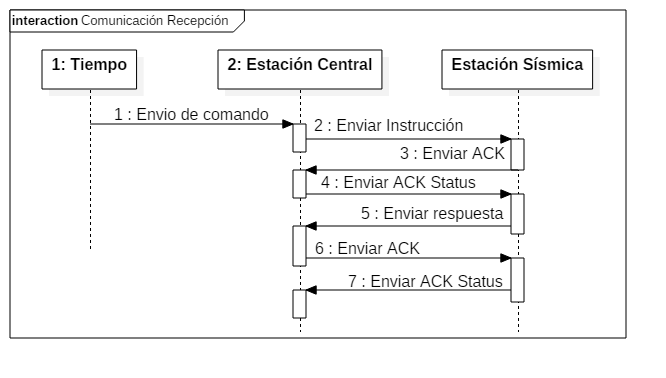 interaction Comunicación Recepción
1: Tiempo
2: Estación Central
Estación Sísmica
1 : Envio de comando
2 : Enviar Instrucción
3 : Enviar ACK
4 : Enviar ACK Status
5 : Enviar respuesta
6 : Enviar ACK
7 : Enviar ACK Status